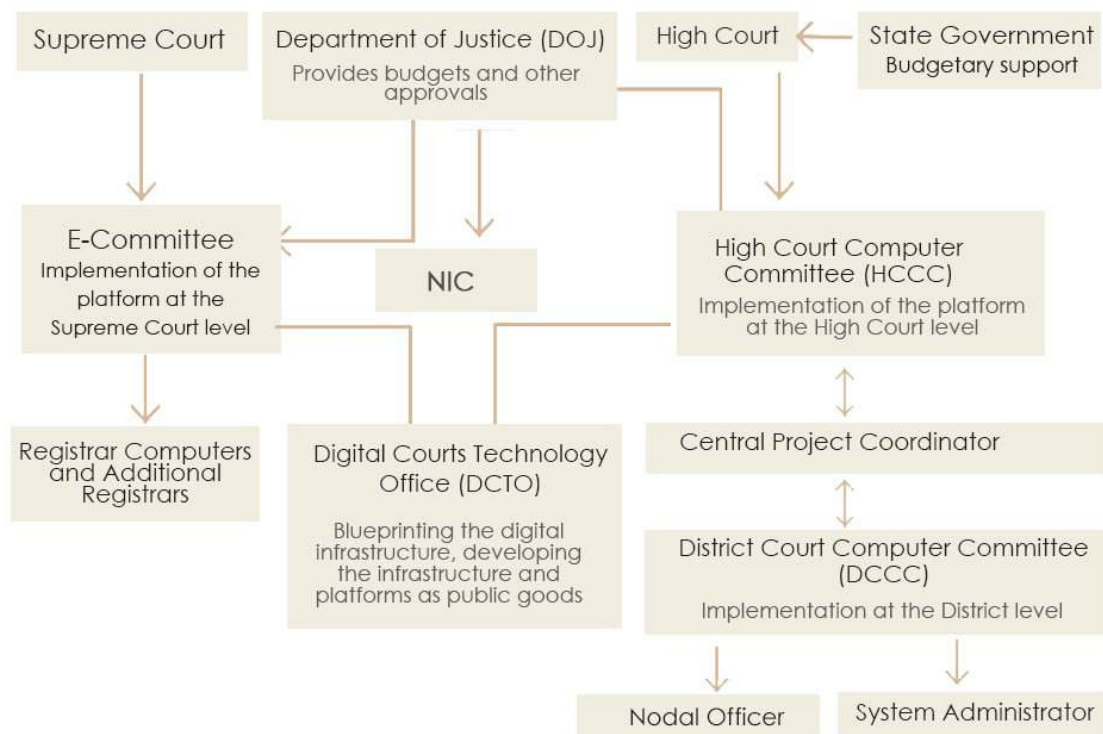 Supreme Court
Department of Justice (DOJ)
Provides budgets and other
approvals
High Court
State Government
Budgetary support
E-Committee
Implementation of the
platform at the
Supreme Court level
NIC
High Court Computer
Committee (HCCC)
Implementation of the platform
at the High Court level
Registrar Computers
and Additional
Registrars
Digital Courts Technology
Office (DCTO)
Blueprinting the digital
infrastructure, developing
the infrastructure and
platforms as public goods
Central Project Coordinator
District Court Computer Committee
(DCCC)
Implementation at the District level
Nodal Officer
System Administrator